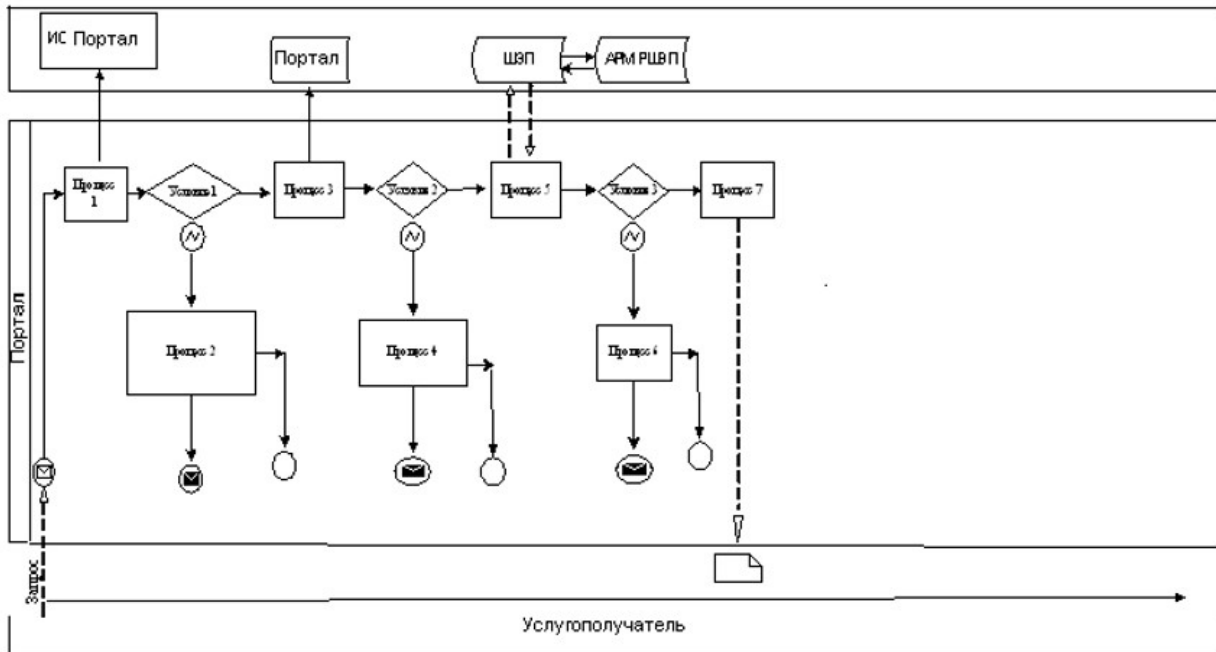 ИС Портал
Портал
ШЭП
АРМ РШЭП
Процесс
1
Условие 1
Процесс 3
Условие 2
Процесс 5
Условие 3
Процесс 7
Процесс 2
Процесс 4
Процесс 6
Портал
Запрос
Услугополучатель